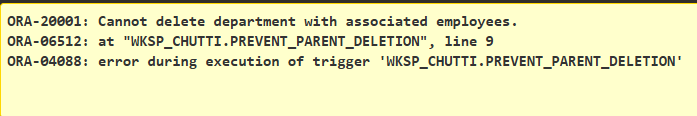 ORA-20001: Cannot delete department with associated employees.
ORA-06512: at "WKSP_CHUTTI.PREVENT_PARENT_DELETION", line 9
ORA-04088: error during execution of trigger 'WKSP_CHUTTI.PREVENT_PARENT_DELETION'